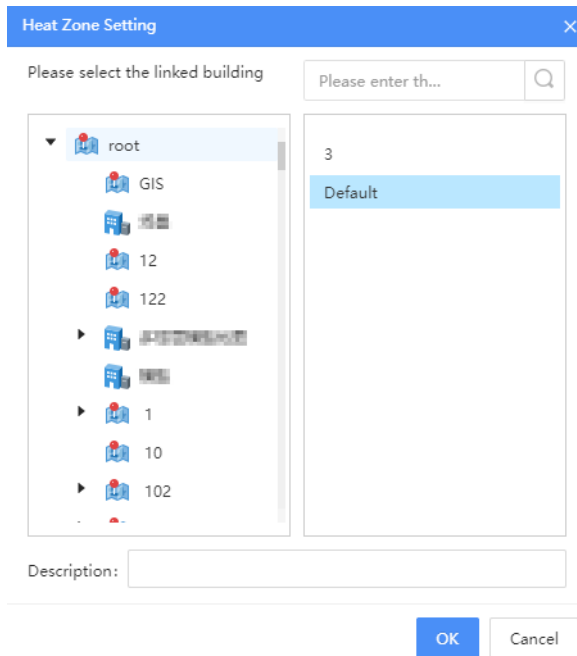 Heat Zone Setting
Please select the linked building
Please enter th...
root
GIS
12
122
1
10
102
3
Default
Description:
OK
Cancel